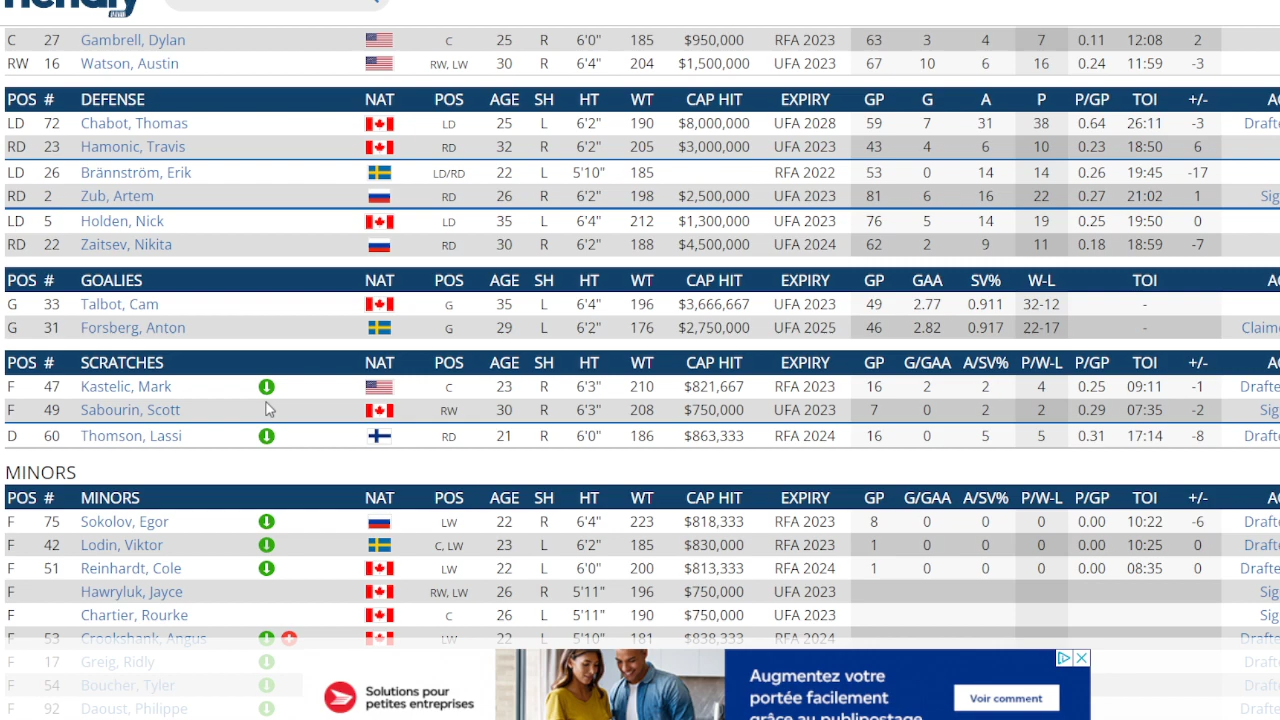 C 27 Gambrell, Dylan C 25 R 6'0" 185 $950,000 RFA 2023 63 3 4 7 0.11 12:08 2
RW 16 Watson, Austin RW, LW 30 R 6'4" 204 $1,500,000 UFA 2023 67 10 6 16 0.24 11:59 -3
POS # DEFENSE NAT POS AGE SH HT WT CAP HIT EXPIRY GP G A P P/GP TOI +/-
LD 72 Chabot, Thomas LD 25 L 6'2" 190 $8,000,000 UFA 2028 59 7 31 38 0.64 26:11 -3 Drafte
RD 23 Hamonic, Travis RD 32 R 6'2" 205 $3,000,000 UFA 2023 43 4 6 10 0.23 18:50 6
LD 26 Brännström, Erik LD/RD 22 L 5'10" 185 RFA 2022 53 0 14 14 0.26 19:45 -17
RD 2 Zub, Artem RD 26 R 6'2" 198 $2,500,000 UFA 2023 81 6 16 22 0.27 21:02 1 Sig
LD 5 Holden, Nick LD 35 L 6'4" 212 $1,300,000 UFA 2023 76 5 14 19 0.25 19:50 0
RD 22 Zaitsev, Nikita RD 30 R 6'2" 188 $4,500,000 UFA 2024 62 2 9 11 0.18 18:59 -7
POS # GOALIES NAT POS AGE SH HT WT CAP HIT EXPIRY GP GAA SV% W-L TOI
G 33 Talbot, Cam G 35 L 6'4" 196 $3,666,667 UFA 2023 49 2.77 0.911 32-12 -
G 31 Forsberg, Anton G 29 L 6'2" 176 $2,750,000 UFA 2025 46 2.82 0.917 22-17 - Claime
POS # SCRATCHES NAT POS AGE SH HT WT CAP HIT EXPIRY GP G/GAA A/SV% P/W-L P/GP TOI +/-
F 47 Kastelic, Mark C 23 R 6'3" 210 $821,667 RFA 2023 16 2 2 4 0.25 09:11 -1 Drafte
F 49 Sabourin, Scott RW 30 R 6'3" 208 $750,000 UFA 2023 7 0 2 2 0.29 07:35 -2 Sig
D 60 Thomson, Lassi RD 21 R 6'0" 186 $863,333 RFA 2024 16 0 5 5 0.31 17:14 -8 Draft
MINORS
POS # MINORS NAT POS AGE SH HT WT CAP HIT EXPIRY GP G/GAA A/SV% P/W-L P/GP TOI +/-
F 75 Sokolov, Egor LW 22 R 6'4" 223 $818,333 RFA 2023 8 0 0 0 0.00 10:22 -6 Drafte
F 42 Lodin, Viktor C, LW 23 L 6'2" 185 $830,000 RFA 2023 1 0 0 0 0.00 10:25 0 Drafte
F 51 Reinhardt, Cole LW 22 L 6'0" 200 $813,333 RFA 2023 1 0 0 0 0.00 08:35 0 Drafte
F Hawryluk, Jayce RW, LW 26 R 5'11" 196 $750,000 UFA 2023 Sig
F Chartier, Rourke C 26 L 5'11" 190 $750,000 UFA 2023 Sig
F 53 Crookshank, Angus LW 22 L 5'10" 181 $838,333 RFA 2024 Drafte
F 17 Greig, Ridly Drafte
F 54 Boucher, Tyler Drafte
F 92 Daoust, Philippe Drafte
Solutions pour
petites entreprises
Augmentez votre
portée facilement
grâce au publipostage
Voir comment